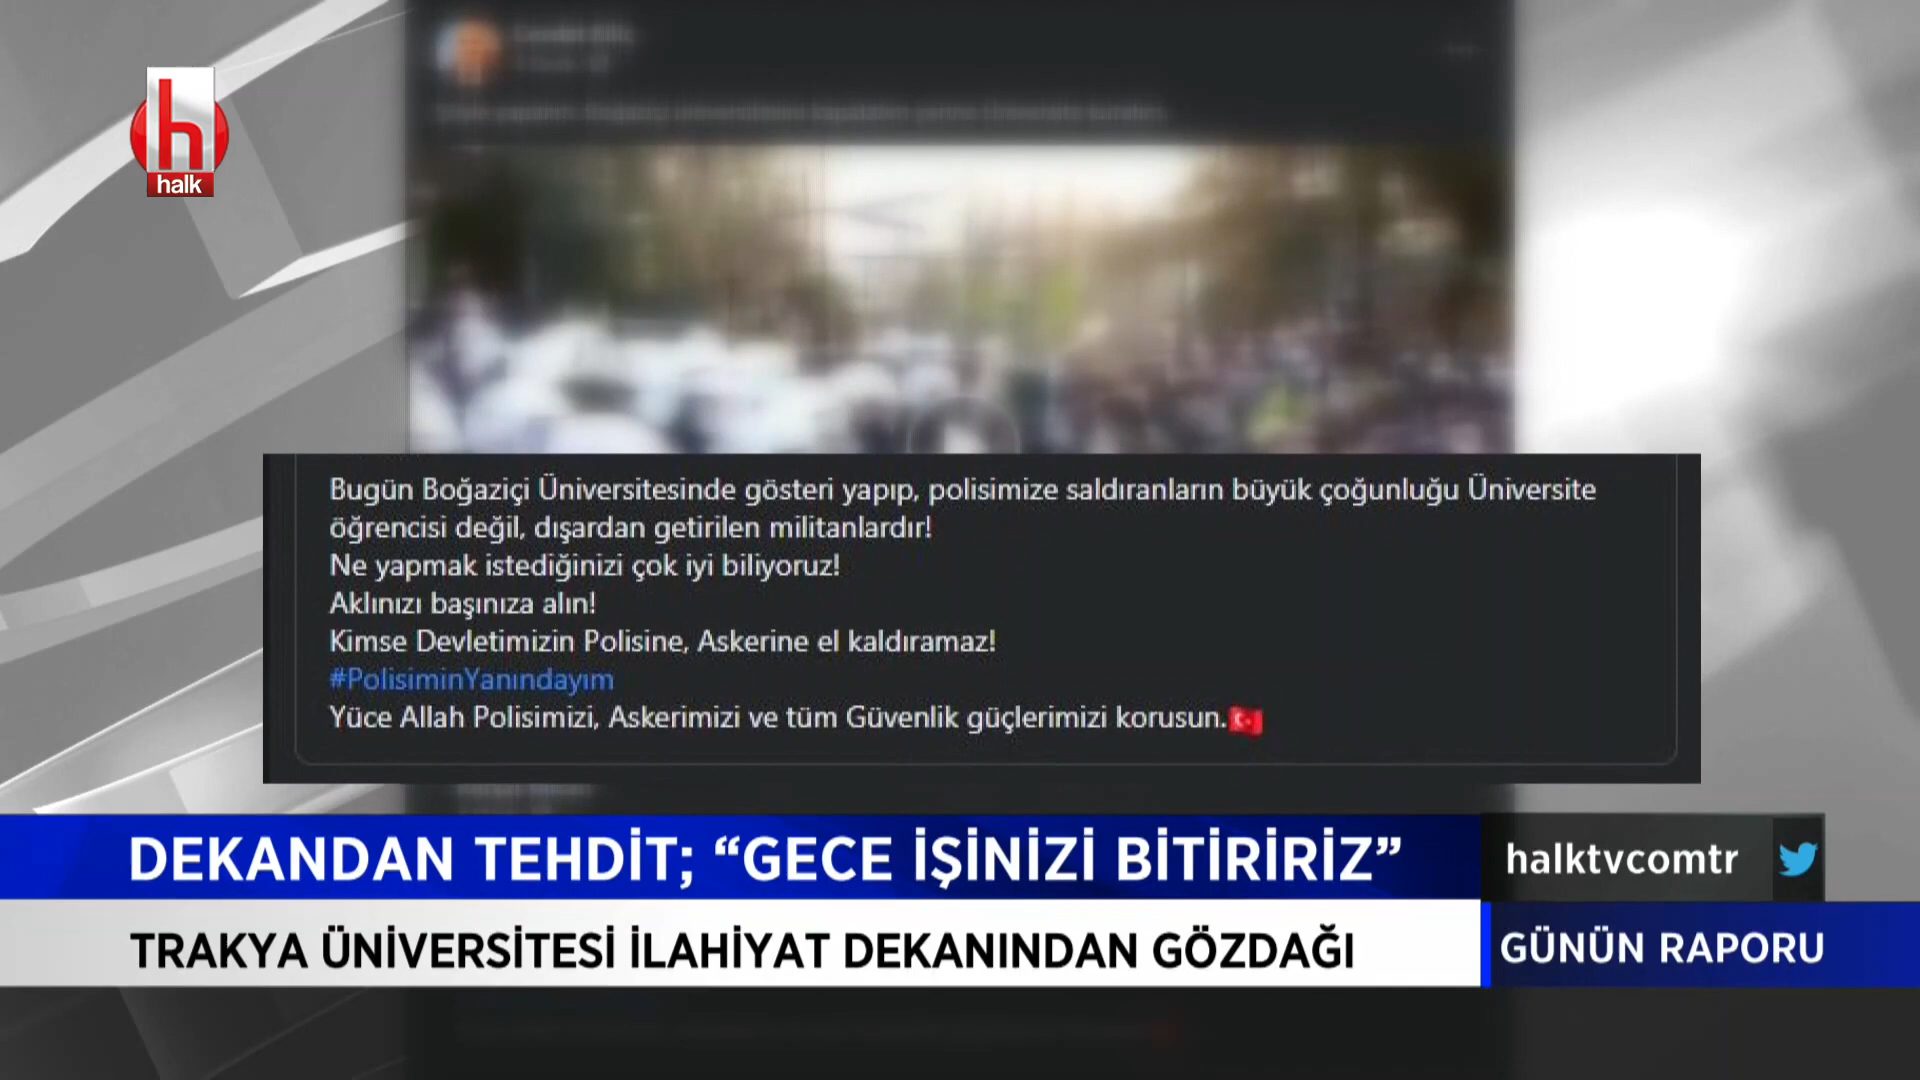 h
halk
Bugün Boğaziçi Üniversitesinde gösteri yapıp, polisimize saldıranların büyük çoğunluğu Üniversite
öğrencisi değil, dışardan getirilen militanlardır!
Ne yapmak istediğinizi çok iyi biliyoruz!
Aklınızı başınıza alın!
Kimse Devletimizin Polisine, Askerine el kaldıramaz!
#PolisiminYanındayım
Yüce Allah Polisimizi, Askerimizi ve tüm Güvenlik güçlerimizi korusun.
DEKANDAN TEHDİT; “GECE İŞİNİZİ BİTİRİRİZ”
halktvcomtr
TRAKYA ÜNİVERSİTESİ İLAHİYAT DEKANINDAN GÖZDAĞI
GÜNÜN RAPORU